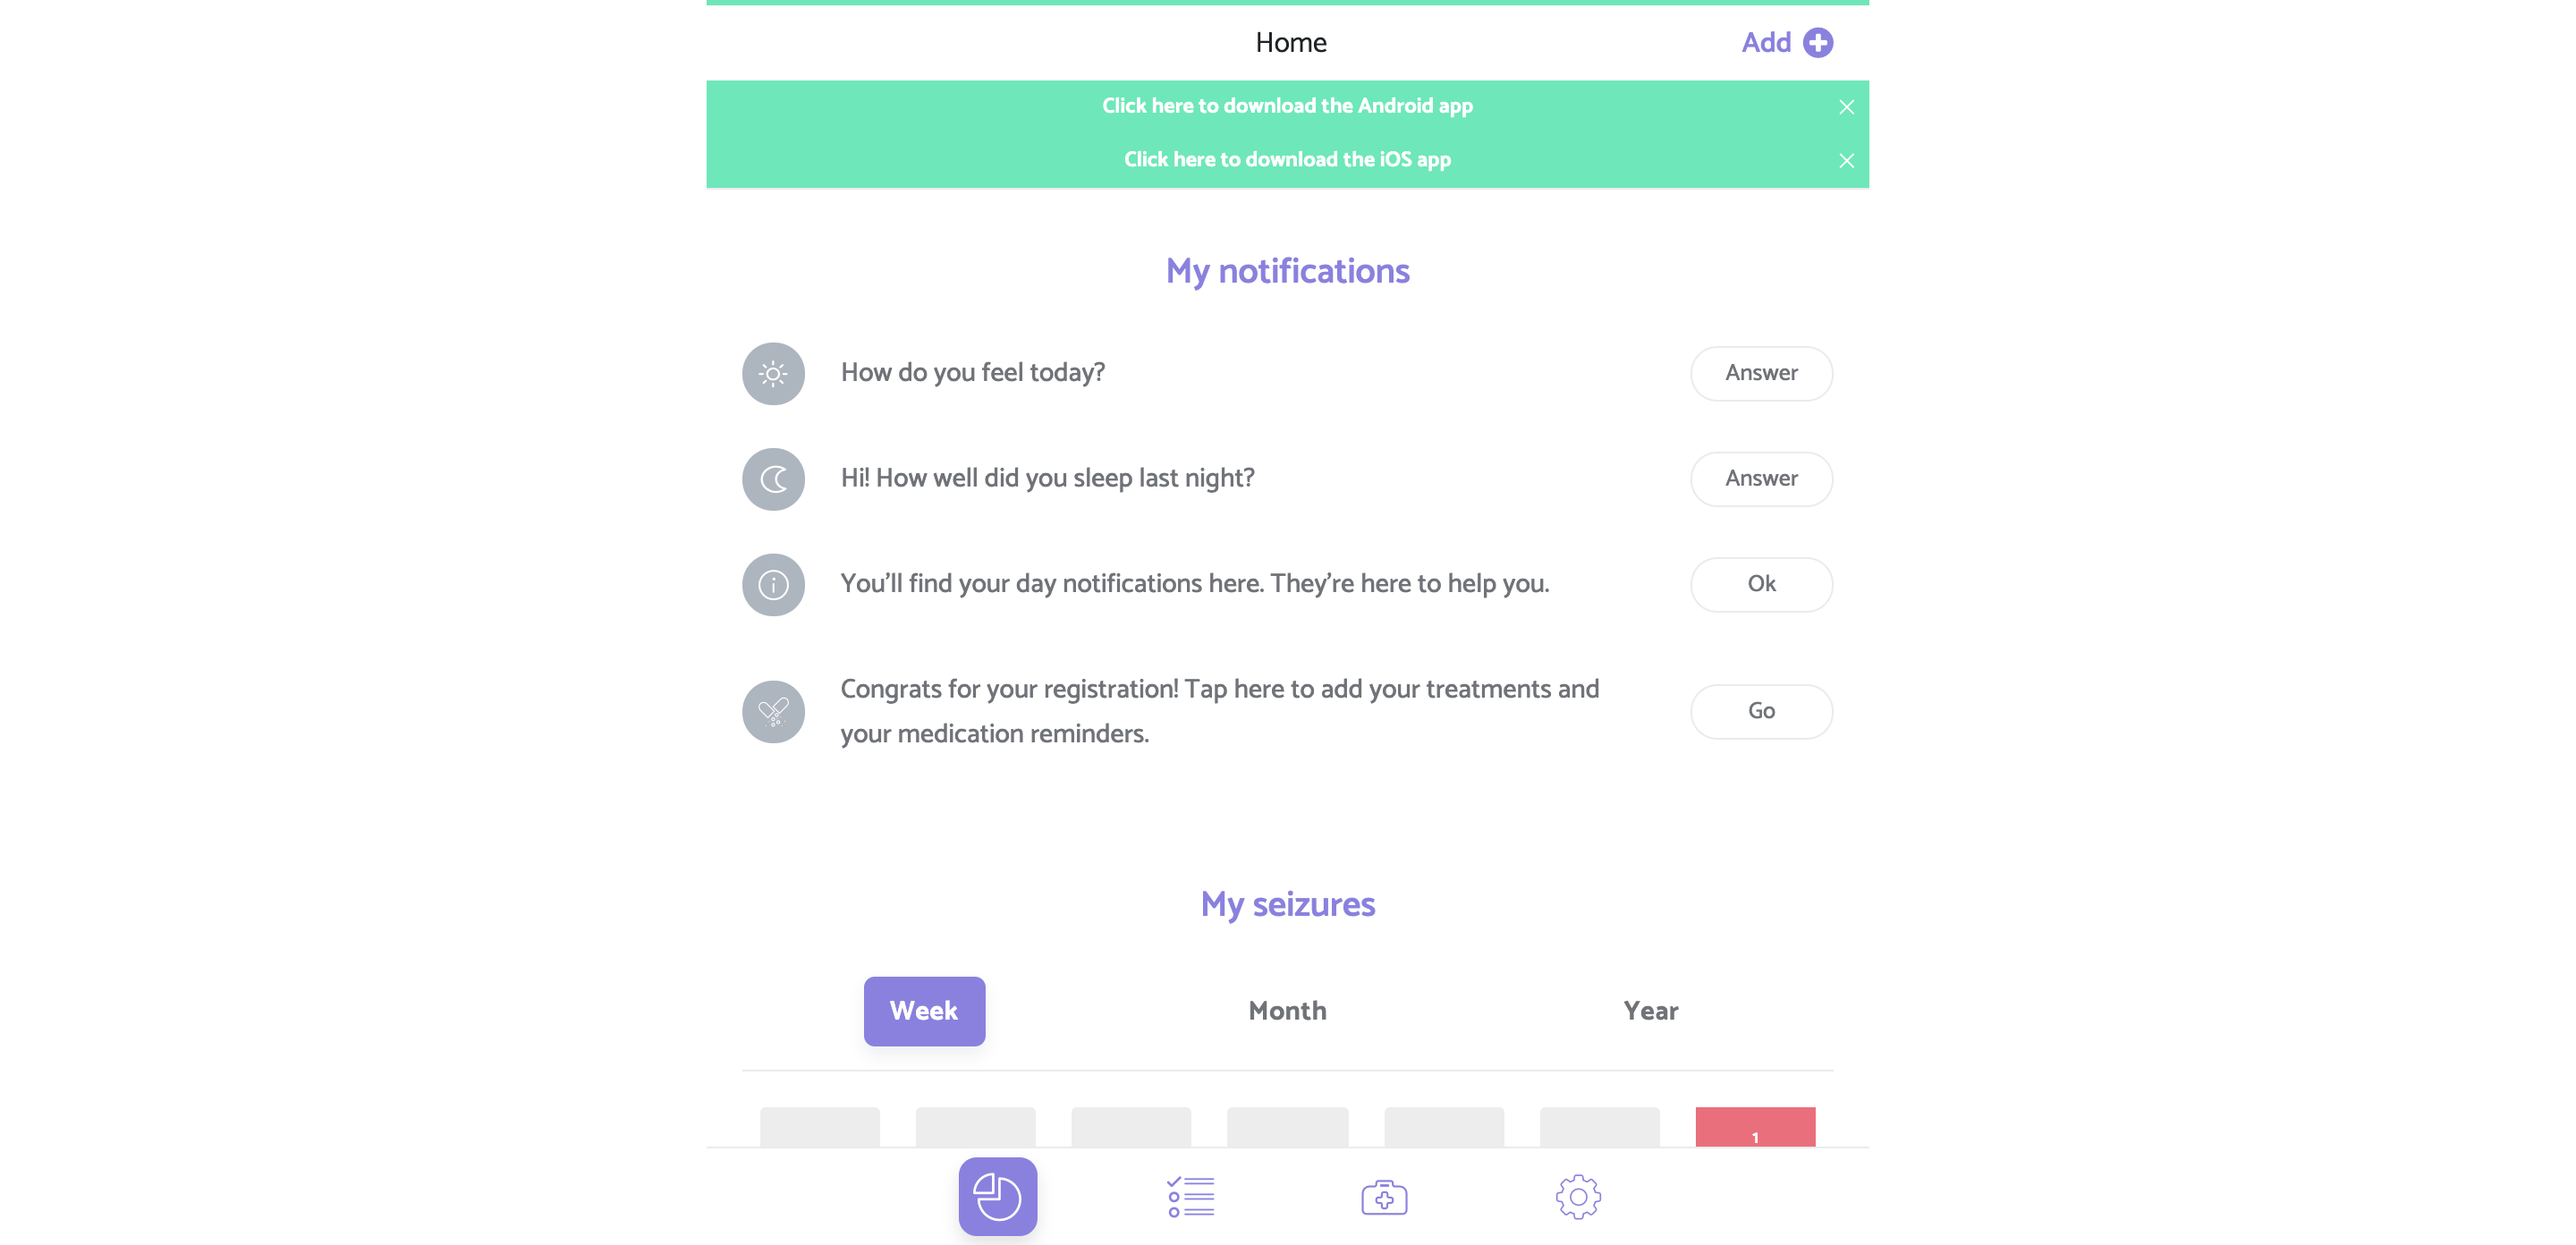 Home
Add
Click here to download the Android app
Click here to download the iOS app
My notifications
How do you feel today?
Answer
Hi! How well did you sleep last night?
Answer
You’ll find your day notifications here. They’re here to help you.
Ok
Congrats for your registration! Tap here to add your treatments and
your medication reminders.
Go
My seizures
Week
Month
Year
1